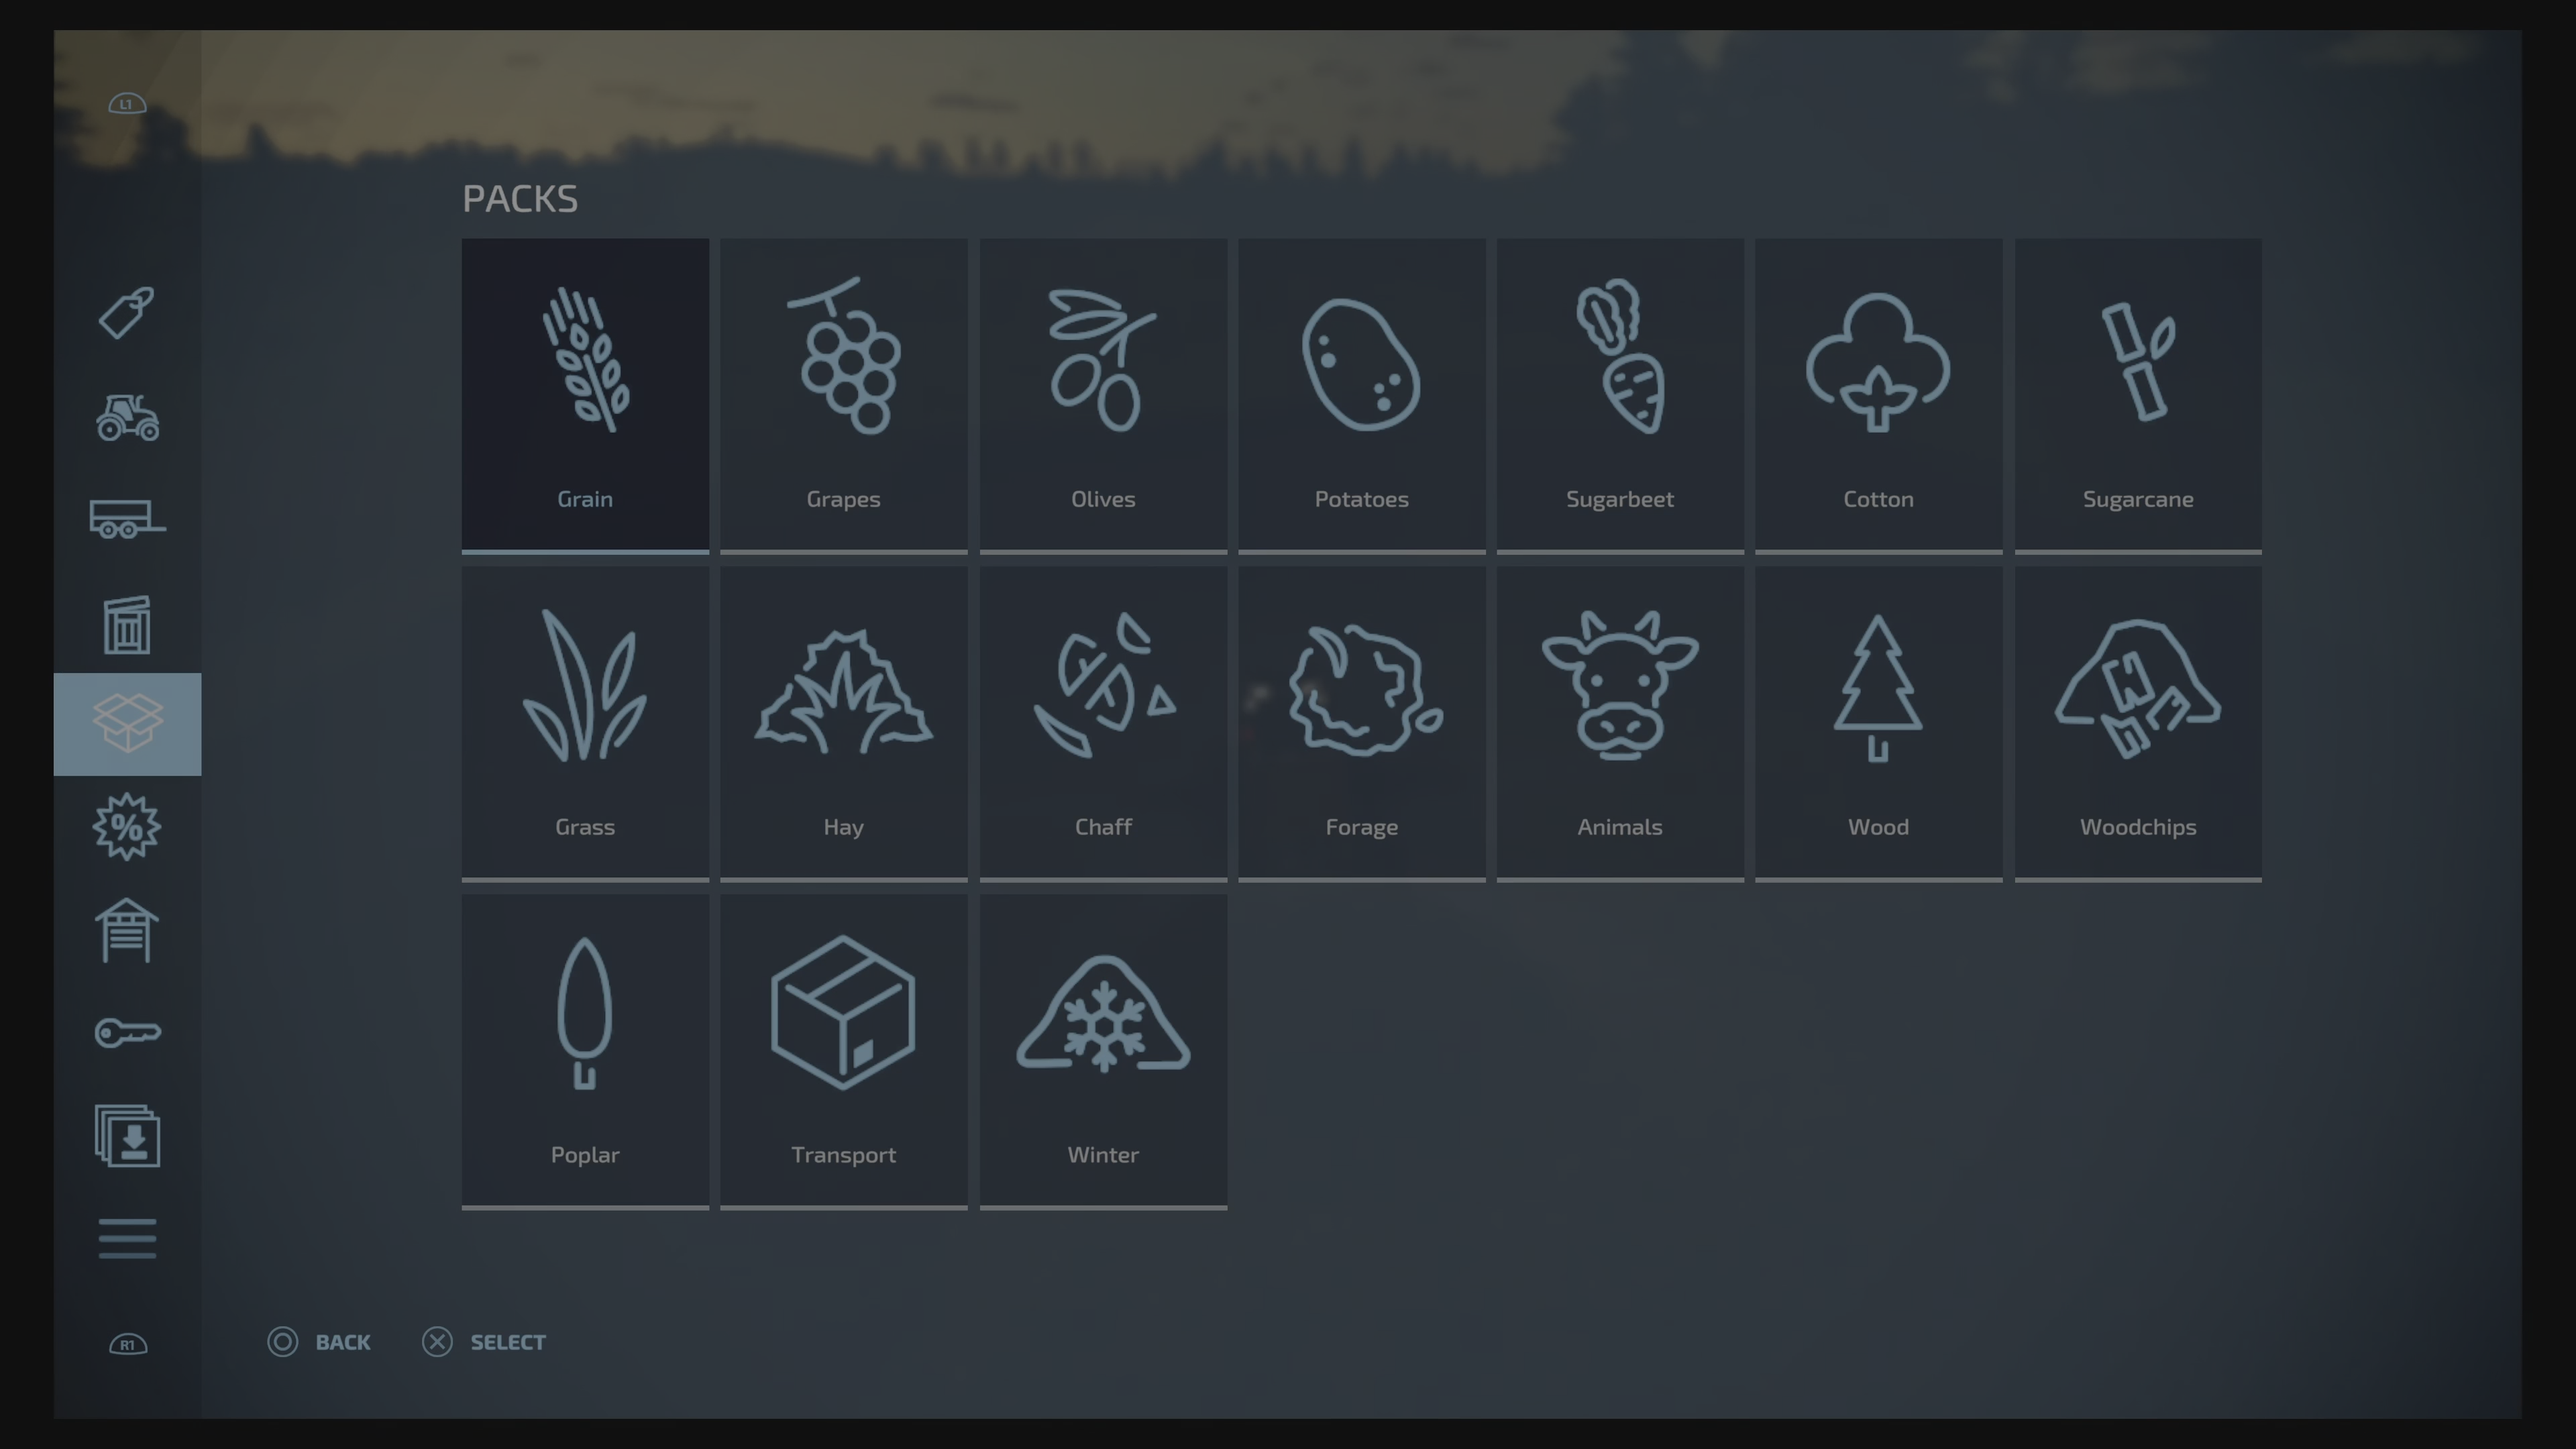 L1
PACKS
Grain
Grapes
Olives
Potatoes
Sugarbeet
Cotton
Sugarcane
Grass
Hay
Chaff
Forage
Animals
Wood
Woodchips
%
Poplar
Transport
Winter
R1
BACK
SELECT